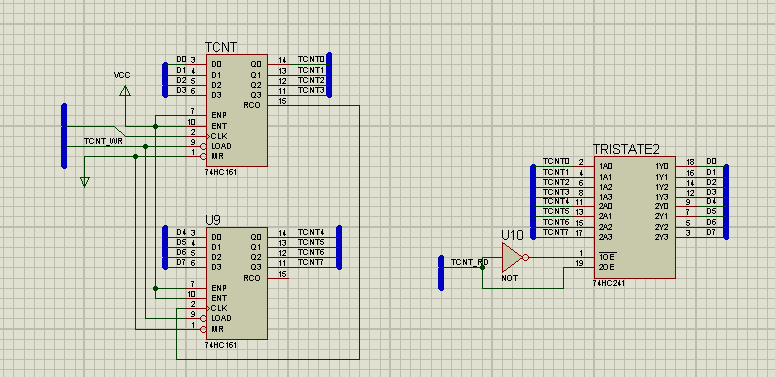 TCNT
D0 3 D0 Q0 14 TCNT0
D1 4 D1 Q1 13 TCNT1
D2 5 D2 Q2 12 TCNT2
D3 6 D3 Q3 11 TCNT3
RCO 15
VCC
7 ENP
10 ENT
2 CLK
TCNT_WR 9 LOAD
1 MR
74HC161
U9
D4 3 D0 Q0 14 TCNT4
D5 4 D1 Q1 13 TCNT5
D6 5 D2 Q2 12 TCNT6
D7 6 D3 Q3 11 TCNT7
RCO 15
7 ENP
10 ENT
2 CLK
9 LOAD
1 MR
74HC161
TRISTATE2
TCNT0 2 1A0 1Y0 18 D0
TCNT1 4 1A1 1Y1 16 D1
TCNT2 6 1A2 1Y2 14 D2
TCNT3 8 1A3 1Y3 12 D3
TCNT4 11 2A0 2Y0 9 D4
TCNT5 13 2A1 2Y1 7 D5
TCNT6 15 2A2 2Y2 5 D6
TCNT7 17 2A3 2Y3 3 D7
U10
1 1OE
TCNT_RD 19 2OE
NOT
74HC241